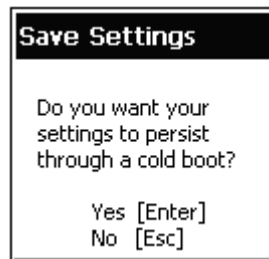 Save Settings
Do you want your
settings to persist
through a cold boot?
Yes [Enter]
No [Esc]